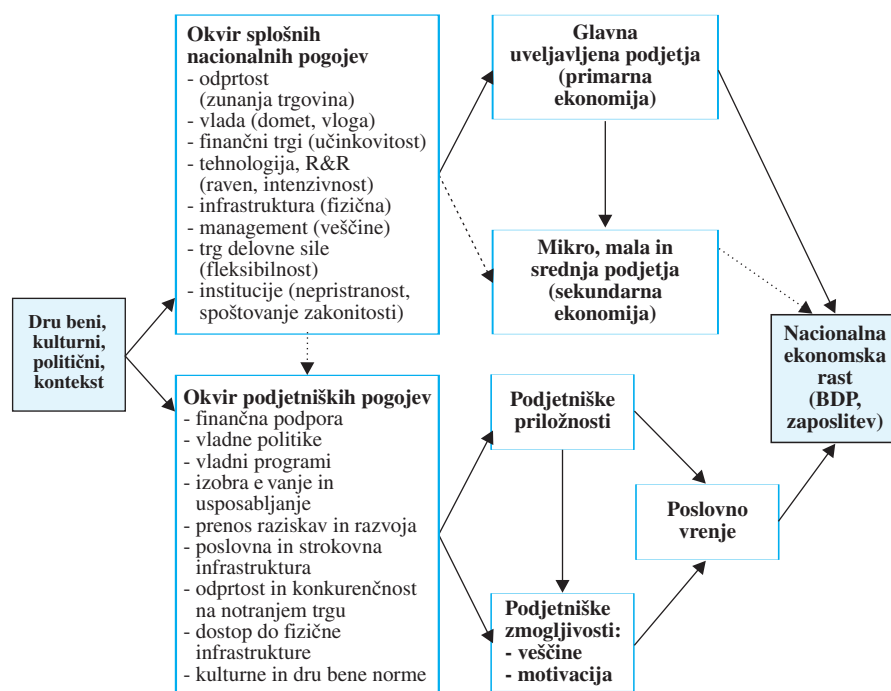 Okvir splošnih
nacionalnih pogojev
- odprtost
(zunanja trgovina)
- vlada (domet, vloga)
- finančni trgi (učinkovitost)
- tehnologija, R&R
(raven, intenzivnost)
- infrastruktura (fizična)
- management (veščine)
- trg delovne sile
(fleksibilnost)
- institucije (nepristranost,
spoštovanje zakonitosti)
Glavna
uveljavljena podjetja
(primarna
ekonomija)
Mikro, mala in
srednja podjetja
(sekundarna
ekonomija)
Dru beni,
kulturni,
politični,
kontekst
Nacionalna
ekonomska
rast
(BDP,
zaposlitev)
Okvir podjetniških pogojev
- finančna podpora
- vladne politike
- vladni programi
- izobra e vanje in
usposabljanje
- prenos raziskav in razvoja
- poslovna in strokovna
infrastruktura
- odprtost in konkurenčnost
na notranjem trgu
- dostop do fizične
infrastrukture
- kulturne in dru bene norme
Podjetniške
priložnosti
Poslovno
vrenje
Podjetniške
zmogljivosti:
- veščine
- motivacija